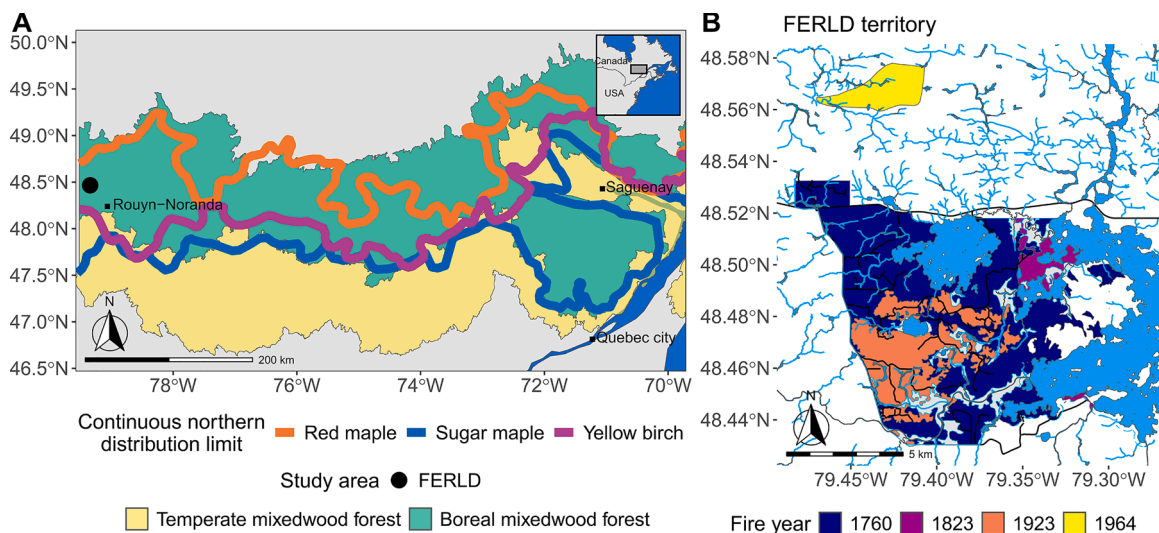 A
50.0°N
49.5°N
49.0°N
48.5°N
48.0°N
47.5°N
47.0°N
46.5°N
Canada
USA
Rouyn−Noranda
Saguenay
Quebec city
N
200 km
78°W
76°W
74°W
72°W
70°W
Continuous northern
distribution limit
Red maple
Sugar maple
Yellow birch
Study area
FERLD
Temperate mixedwood forest
Boreal mixedwood forest
B
FERLD territory
48.58°N
48.56°N
48.54°N
48.52°N
48.50°N
48.48°N
48.46°N
48.44°N
N
5 km
79.45°W
79.40°W
79.35°W
79.30°W
Fire year
1760
1823
1923
1964